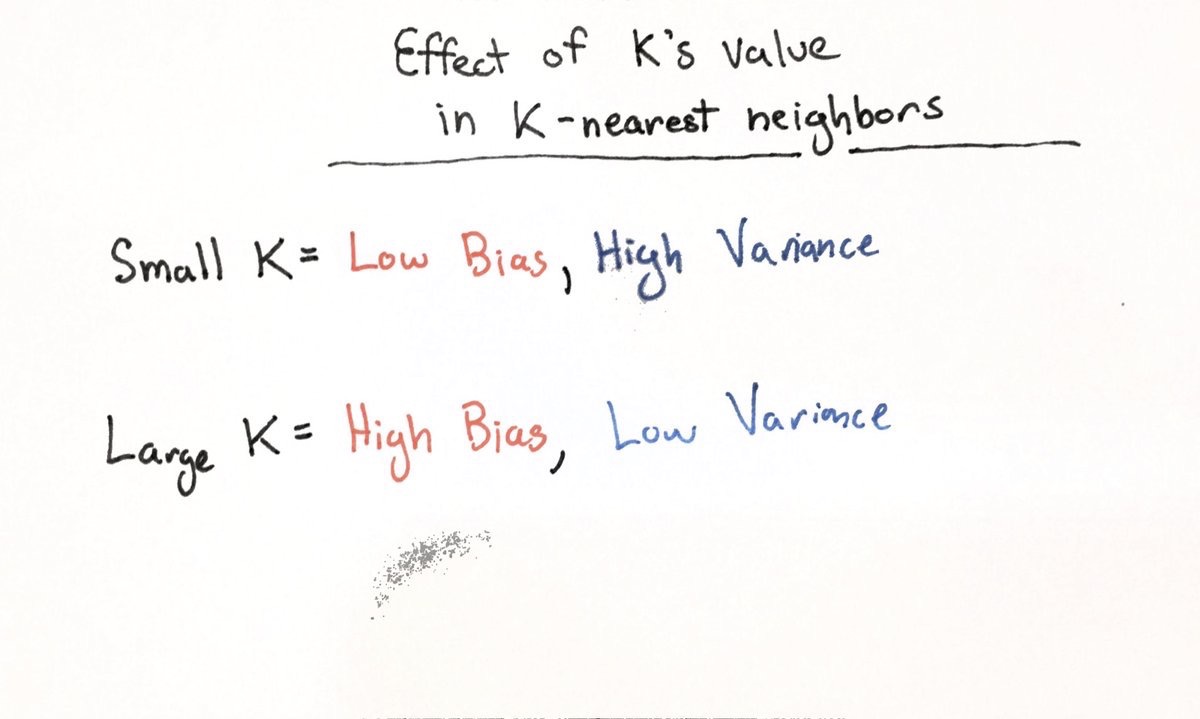 Effect of K's value
in K-nearest neighbors
Small K = Low Bias, High Variance
Large K = High Bias, Low Variance